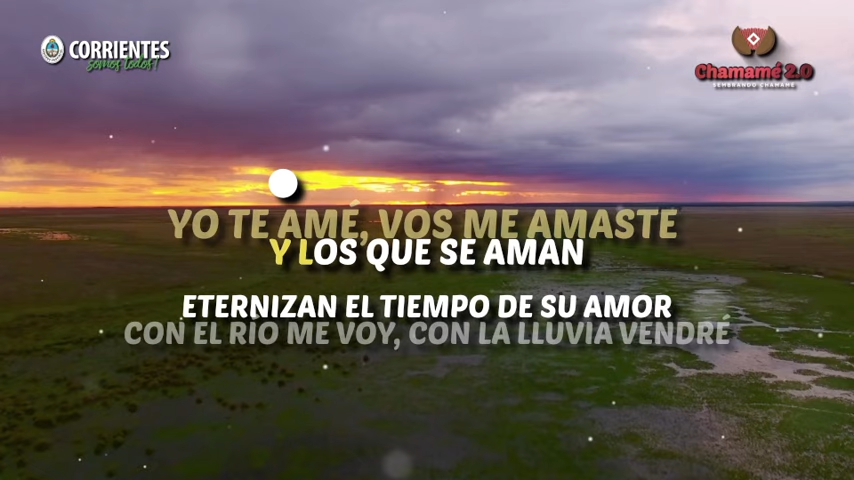 CORRIENTES
somos todos!
Chamamé 2.0
SEMBRANDO CHAMAMÉ
YO TE AMÉ, VOS ME AMASTE
Y LOS QUE SE AMAN
ETERNIZAN EL TIEMPO DE SU AMOR
CON EL RÍO ME VOY, CON LA LLUVIA VENDRÉ